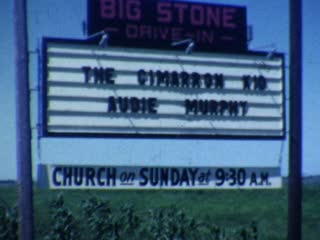 BIG STONE
DRIVE-IN
THE CIMARRON KID
AUDIE MURPHY
CHURCH on SUNDAY at 9:30 A.M.